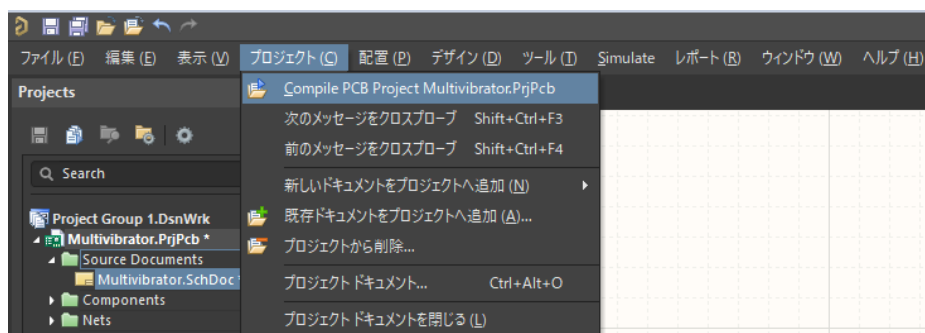 ファイル (F) 編集 (E) 表示 (V) プロジェクト (C) 配置 (P) デザイン (D) ツール (T) Simulate レポート (R) ウィンドウ (W) ヘルプ (H)
Projects
Compile PCB Project Multivibrator.PrjPcb
次のメッセージをクロスプローブ Shift+Ctrl+F3
前のメッセージをクロスプローブ Shift+Ctrl+F4
Search
新しいドキュメントをプロジェクトへ追加 (N)
Project Group 1.DsnWrk
既存ドキュメントをプロジェクトへ追加 (A)...
Multivibrator.PrjPcb *
プロジェクトから削除...
Source Documents
Multivibrator.SchDoc *
プロジェクト ドキュメント... Ctrl+Alt+O
Components
Nets
プロジェクト ドキュメントを閉じる (L)